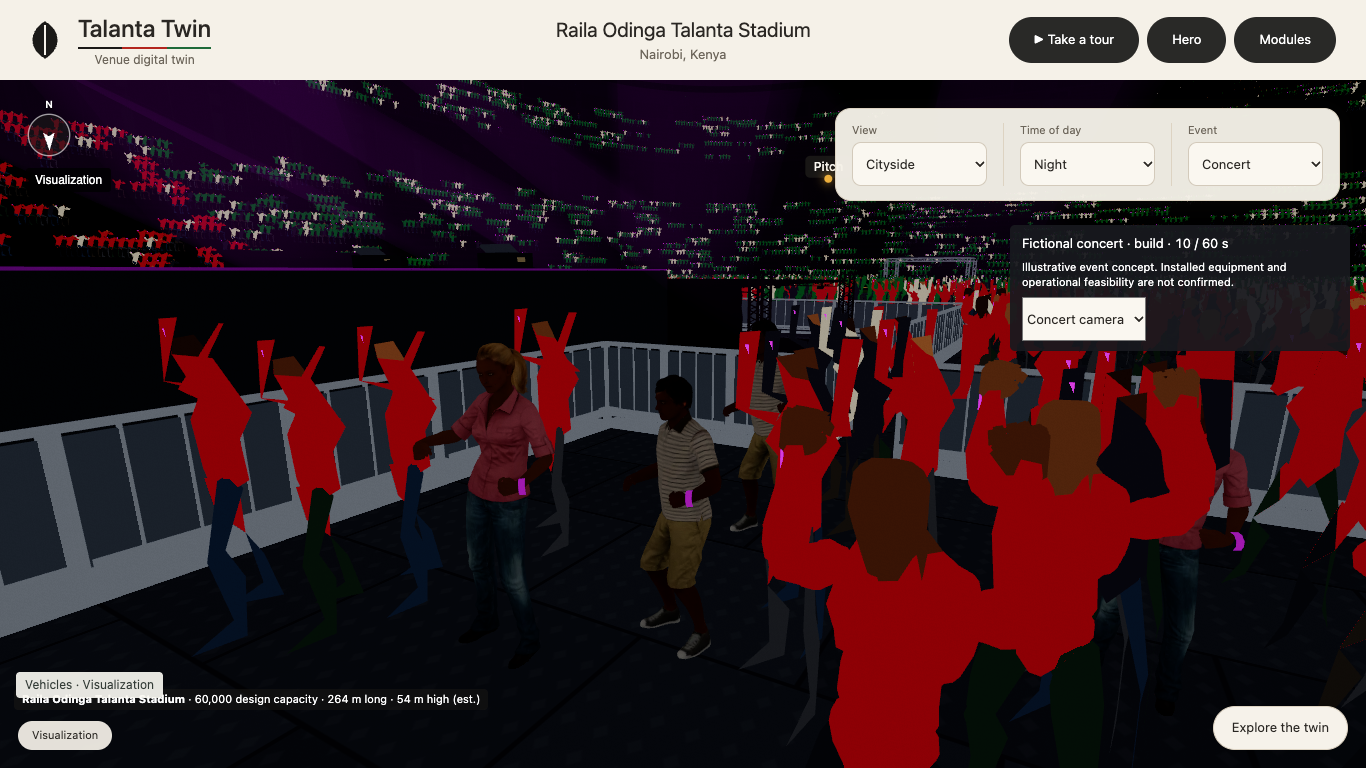 Talanta Twin
Venue digital twin
Raila Odinga Talanta Stadium
Nairobi, Kenya
▶ Take a tour
Hero
Modules
N
Visualization
Pitc
View
Cityside
Time of day
Night
Event
Concert
Fictional concert · build · 10 / 60 s
Illustrative event concept. Installed equipment and
operational feasibility are not confirmed.
Concert camera
Vehicles · Visualization
Raila Odinga Talanta Stadium · 60,000 design capacity · 264 m long · 54 m high (est.)
Visualization
Explore the twin